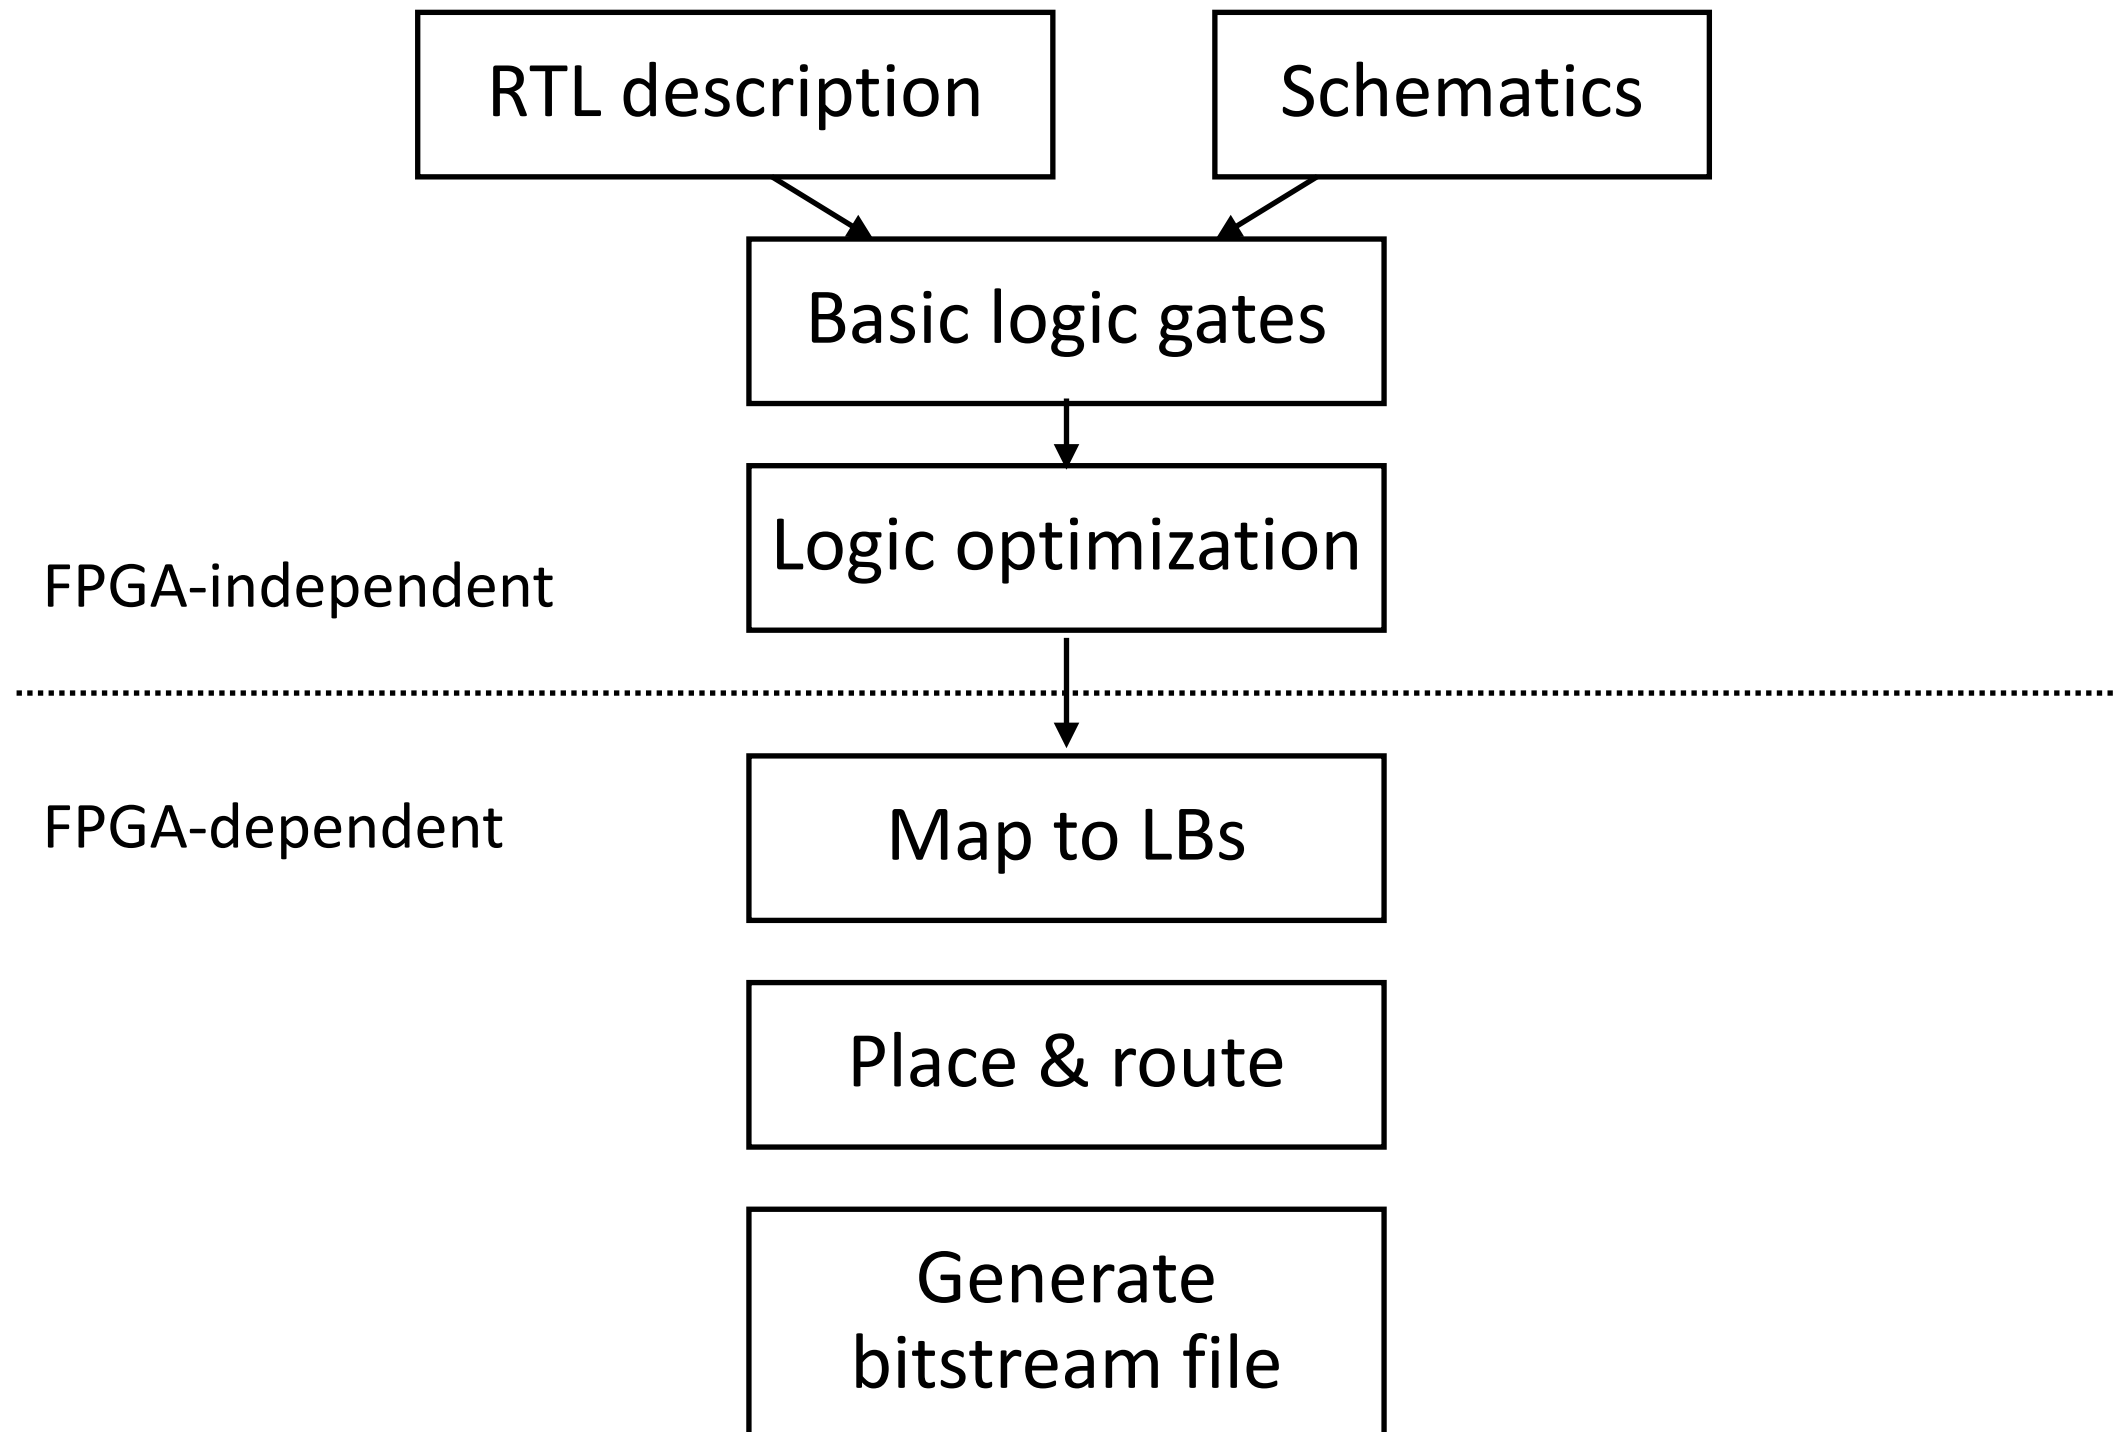 RTL description
Schematics
Basic logic gates
Logic optimization
FPGA-independent
FPGA-dependent
Map to LBs
Place & route
Generate
bitstream file